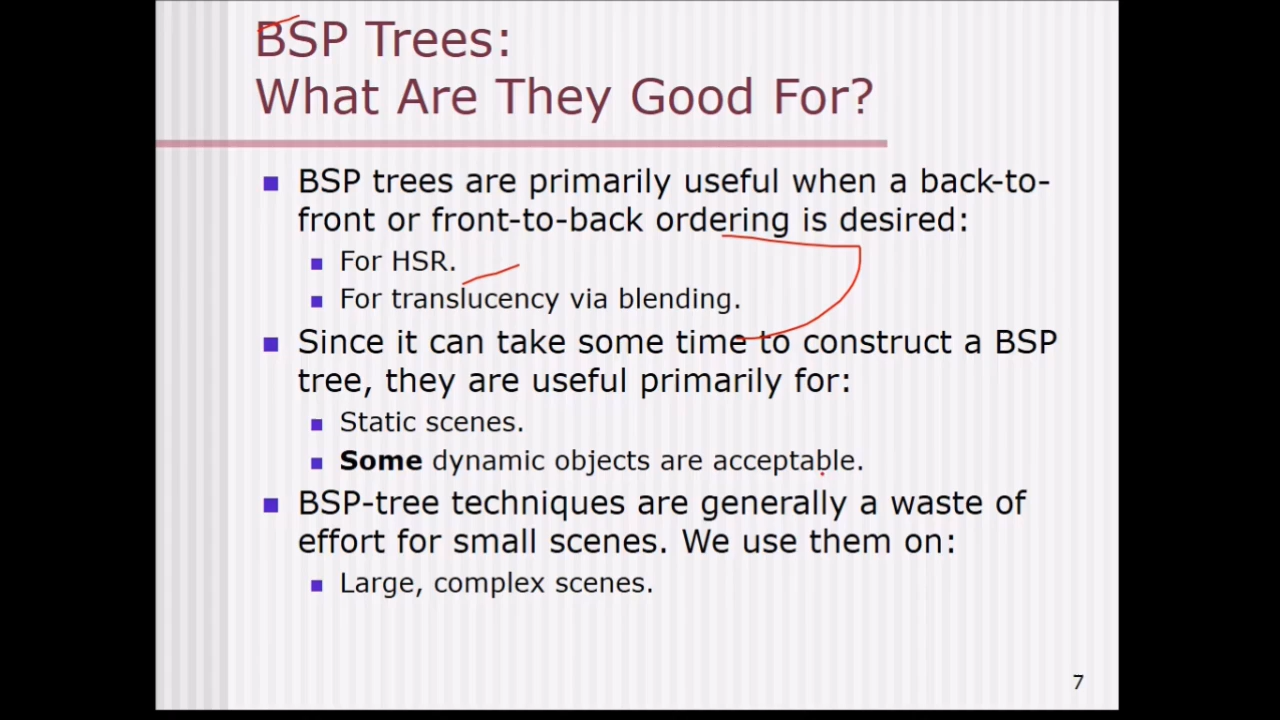 BSP Trees:
What Are They Good For?
BSP trees are primarily useful when a back-to-
front or front-to-back ordering is desired:
For HSR.
For translucency via blending.
Since it can take some time to construct a BSP
tree, they are useful primarily for:
Static scenes.
Some dynamic objects are acceptable.
BSP-tree techniques are generally a waste of
effort for small scenes. We use them on:
Large, complex scenes.
7